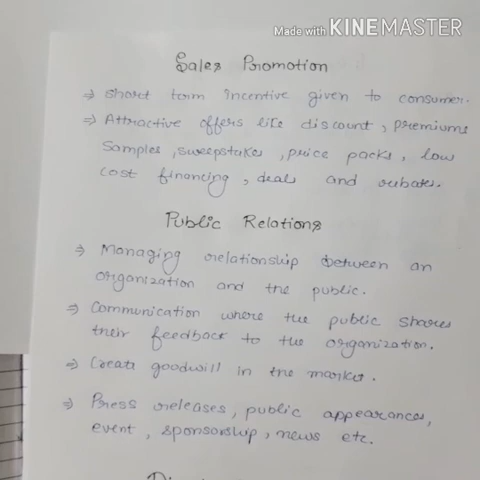 Made with KINEMASTER
Sales Promotion
⇒ Short term incentive given to consumer.
⇒ Attractive offers like discount, premiums
samples, sweepstakes, price packs, low
cost financing, deal and rubates.
Public Relations
⇒ Managing relationship between an
organization and the public.
⇒ Communication where the public shares
their feedback to the organization.
⇒ Create goodwill in the market.
⇒ Press releases, public appearances,
event, sponsorship, news etc.